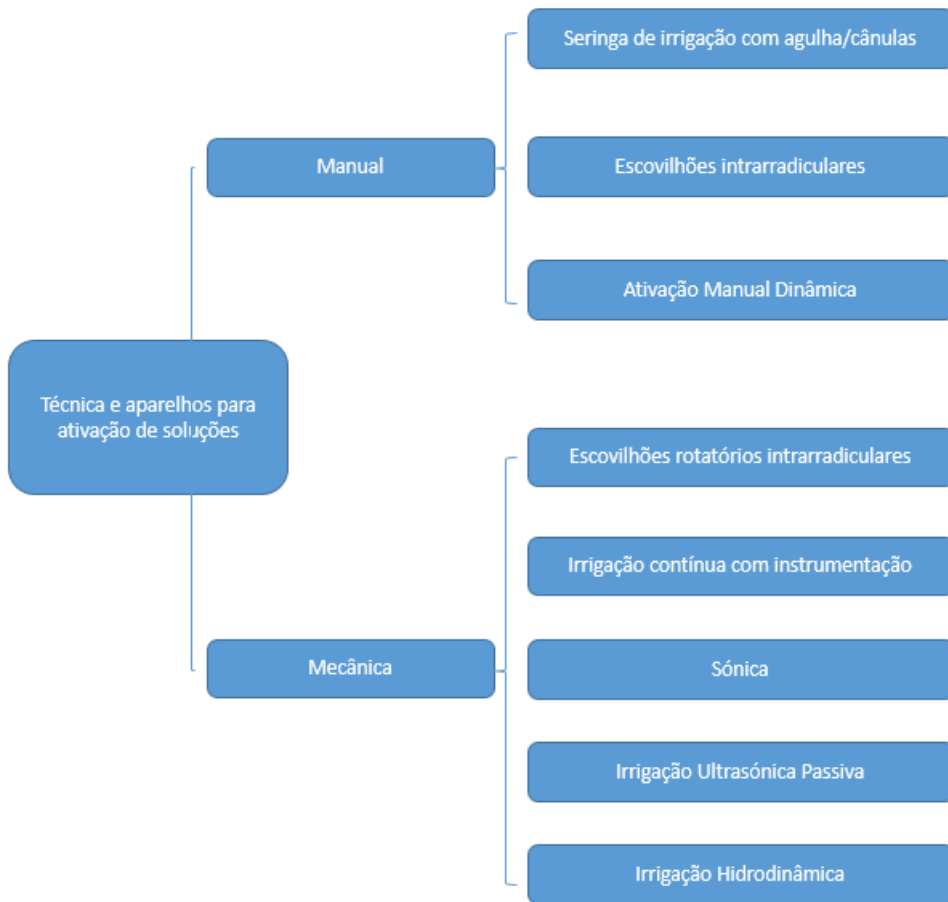 Técnica e aparelhos para
ativação de soluções
Manual
Seringa de irrigação com agulha/cânulas
Escovilhões intrarradiculares
Ativação Manual Dinâmica
Mecânica
Escovilhões rotatórios intrarradiculares
Irrigação contínua com instrumentação
Sónica
Irrigação Ultrasónica Passiva
Irrigação Hidrodinâmica